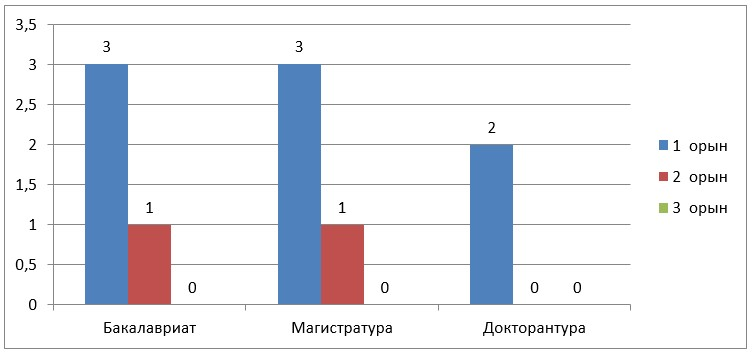 3,5
3
2,5
2
1,5
1
0,5
0
3
1
0
3
1
0
2
0
0
Бакалавриат
Магистратура
Докторантура
1 орын
2 орын
3 орын